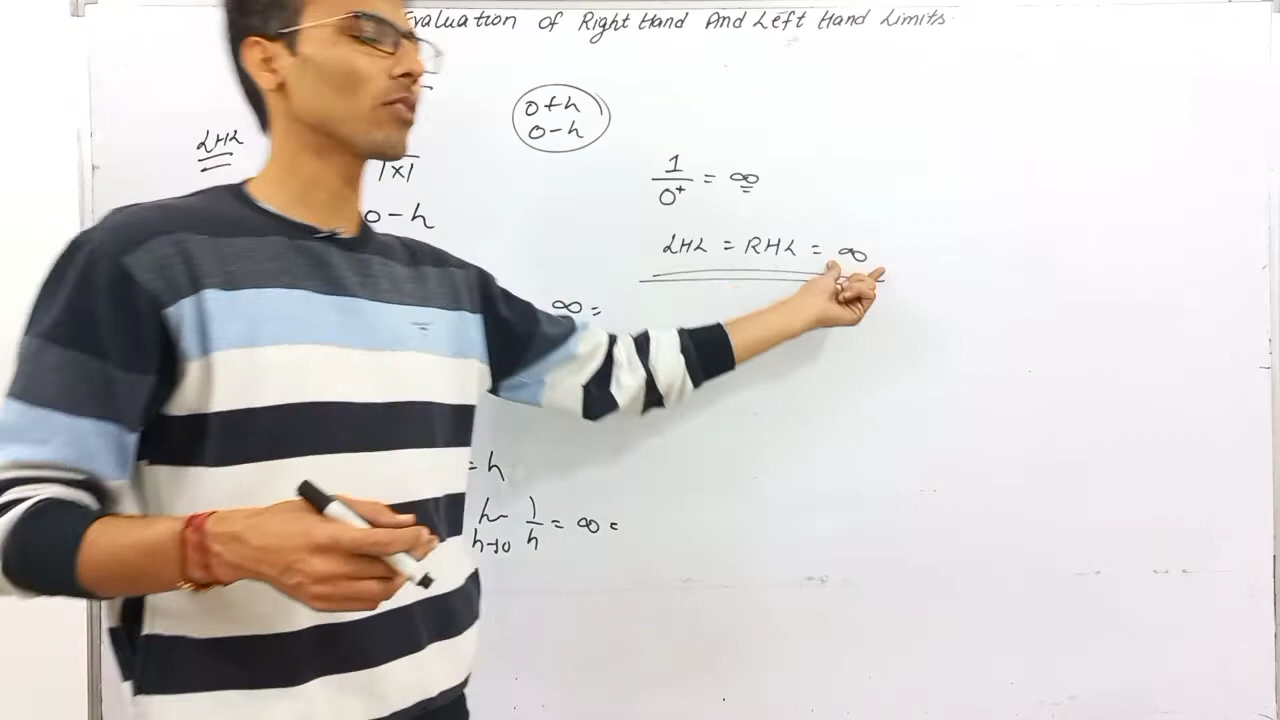 Evaluation of Right Hand And Left Hand Limits.
0+h
0-h
LHL
|x|
0-h
1/0⁺ = ∞
LHL = RHL = ∞
∞ =
= h
h→0 1/h = ∞ =